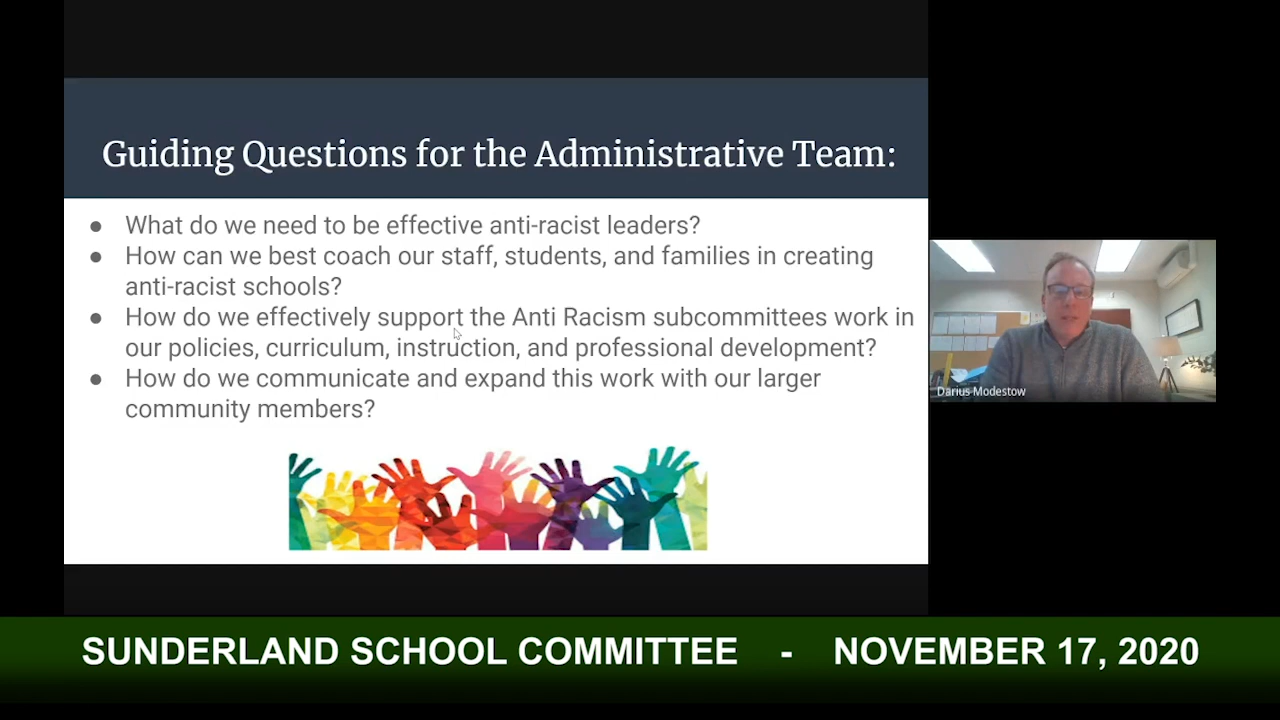 Guiding Questions for the Administrative Team:
● What do we need to be effective anti-racist leaders?
● How can we best coach our staff, students, and families in creating
anti-racist schools?
● How do we effectively support the Anti Racism subcommittees work in
our policies, curriculum, instruction, and professional development?
● How do we communicate and expand this work with our larger
community members?
Darius Modestow
SUNDERLAND SCHOOL COMMITTEE - NOVEMBER 17, 2020